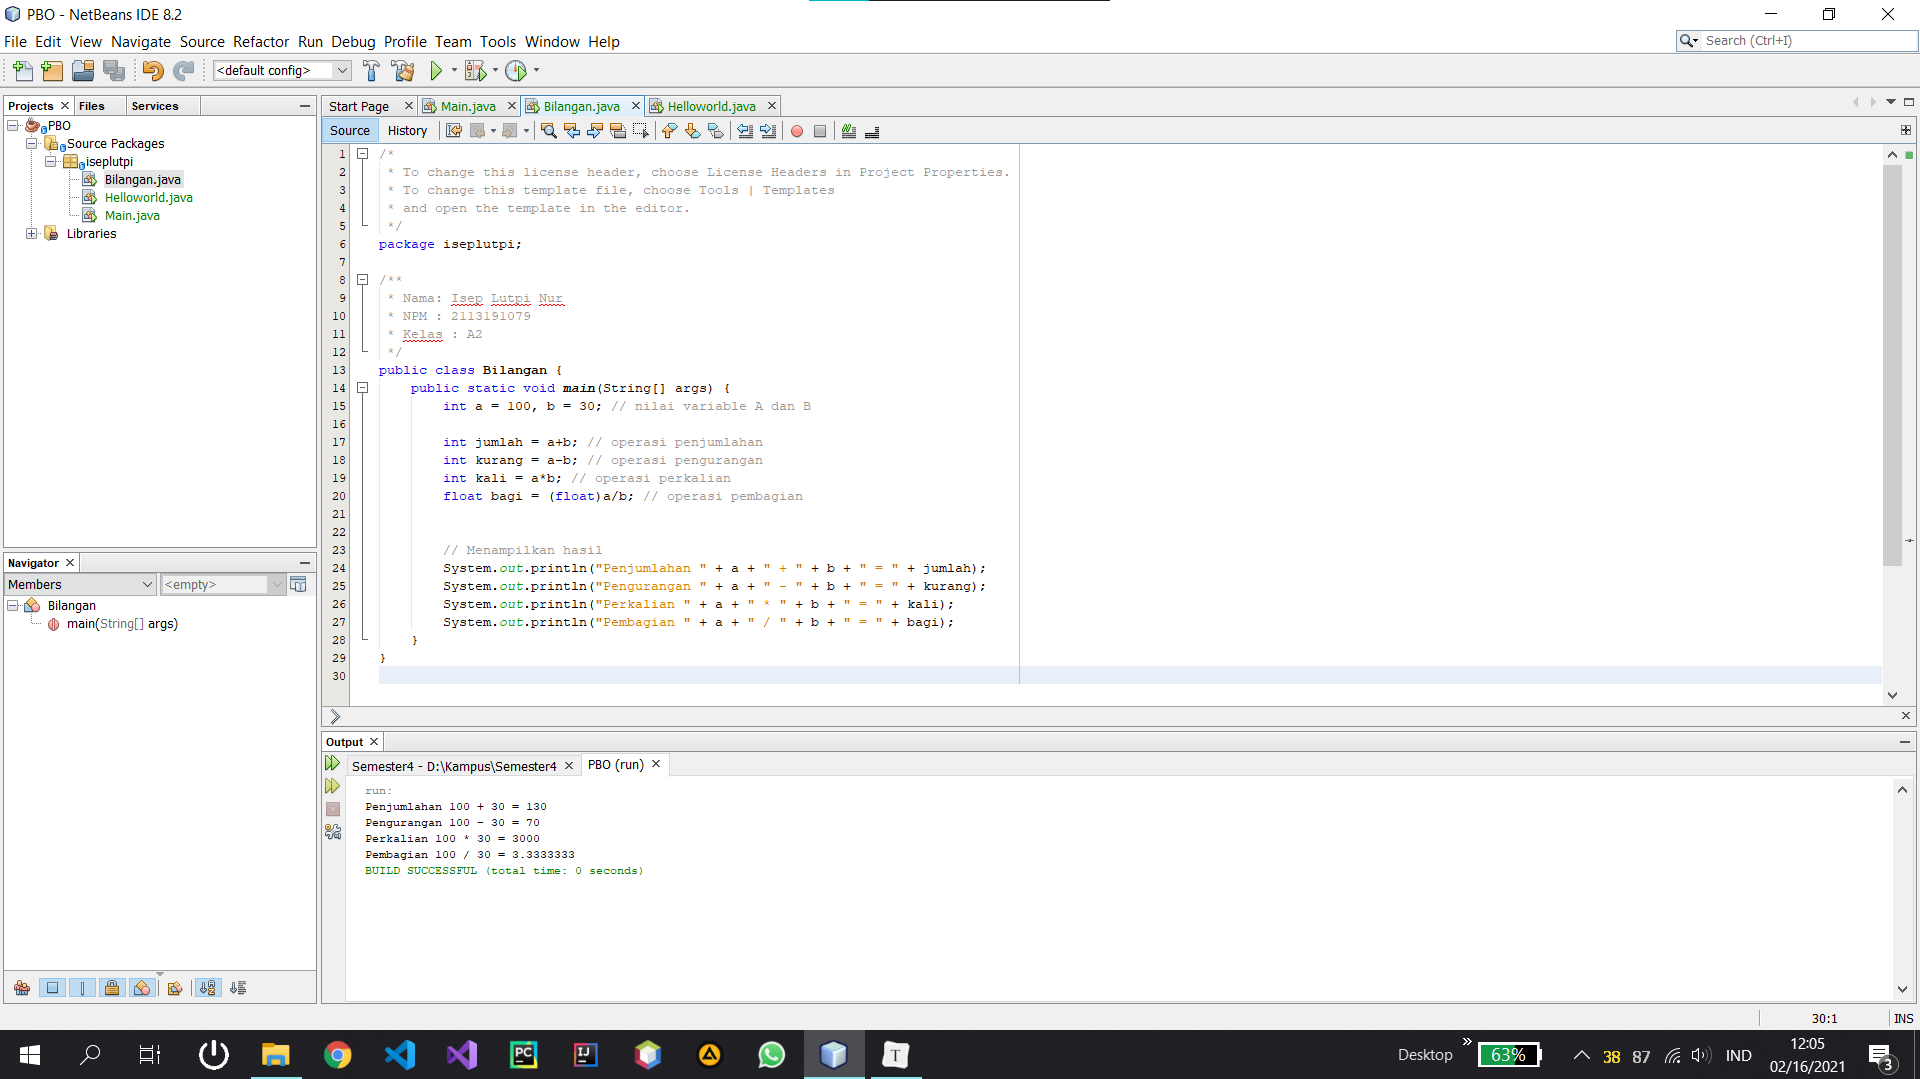 PBO - NetBeans IDE 8.2
File Edit View Navigate Source Refactor Run Debug Profile Team Tools Window Help
Search (Ctrl+I)
<default config>
Projects Files Services
PBO
Source Packages
iseplutpi
Bilangan.java
Helloworld.java
Main.java
Libraries
Start Page Main.java Bilangan.java Helloworld.java
Source History
1 /*
2 * To change this license header, choose License Headers in Project Properties.
3 * To change this template file, choose Tools | Templates
4 * and open the template in the editor.
5 */
6 package iseplutpi;
7
8 /**
9 * Nama: Isep Lutpi Nur
10 * NPM : 2113191079
11 * Kelas : A2
12 */
13 public class Bilangan {
14 public static void main(String[] args) {
15 int a = 100, b = 30; // nilai variable A dan B
16
17 int jumlah = a+b; // operasi penjumlahan
18 int kurang = a-b; // operasi pengurangan
19 int kali = a*b; // operasi perkalian
20 float bagi = (float)a/b; // operasi pembagian
21
22
23 // Menampilkan hasil
24 System.out.println("Penjumlahan " + a + " + " + b + " = " + jumlah);
25 System.out.println("Pengurangan " + a + " - " + b + " = " + kurang);
26 System.out.println("Perkalian " + a + " * " + b + " = " + kali);
27 System.out.println("Pembagian " + a + " / " + b + " = " + bagi);
28 }
29 }
30
Navigator
Members <empty>
Bilangan
main(String[] args)
Output
Semester4 - D:\Kampus\Semester4 PBO (run)
run:
Penjumlahan 100 + 30 = 130
Pengurangan 100 - 30 = 70
Perkalian 100 * 30 = 3000
Pembagian 100 / 30 = 3.3333333
BUILD SUCCESSFUL (total time: 0 seconds)
30:1 INS
Desktop 63% 38 87 IND 12:05
02/16/2021
3